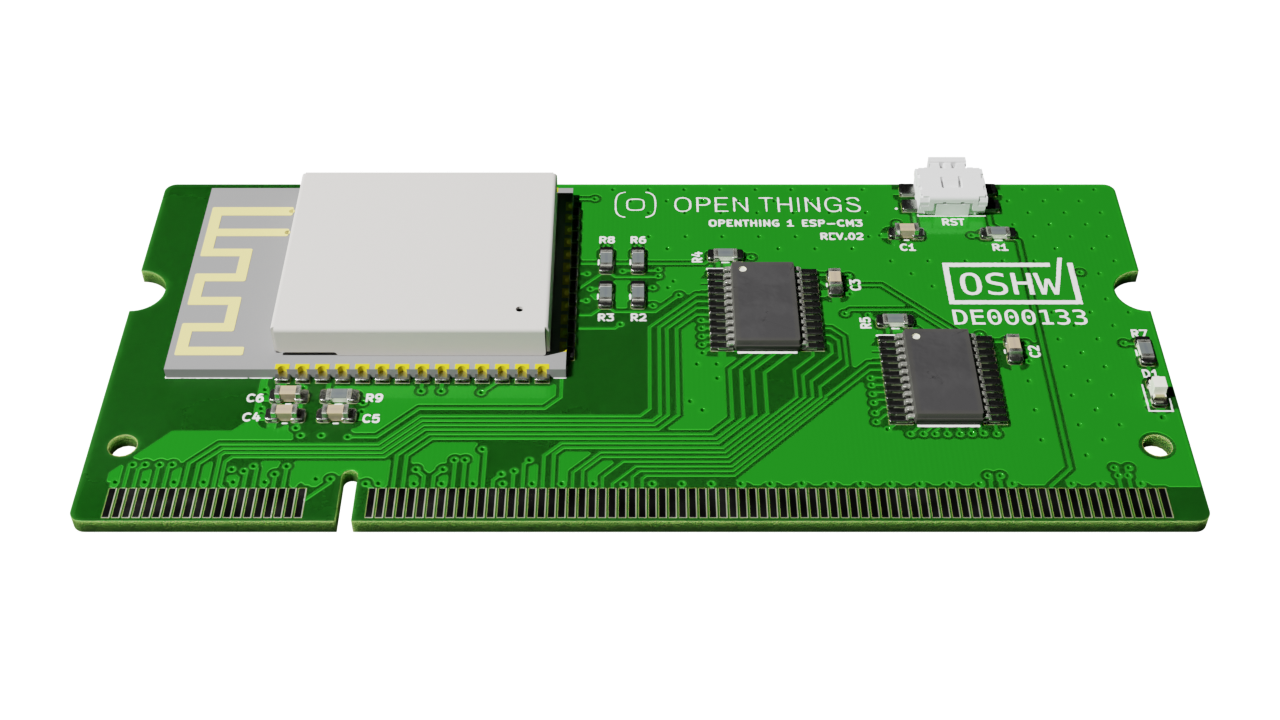 OPEN THINGS
OPENTHING 1 ESP-CM3
REV.02
RST
C1
R1
R8
R6
R4
C3
R3
R2
OSHW
DE000133
R5
C2
R7
D1
C6
R9
C4
C5